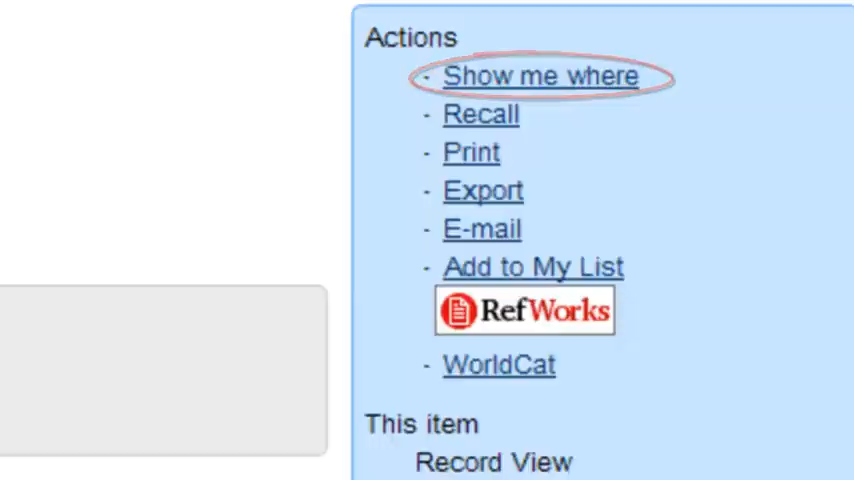 Actions
- Show me where
- Recall
- Print
- Export
- E-mail
- Add to My List
RefWorks
- WorldCat
This item
Record View